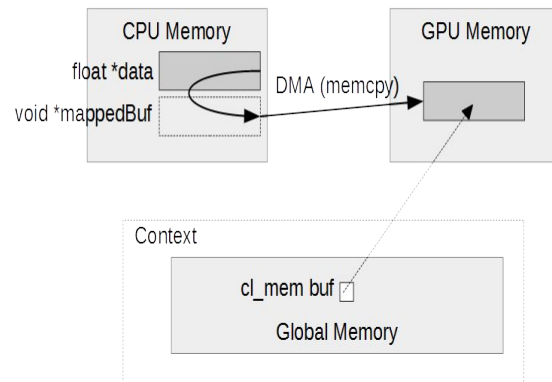 CPU Memory
GPU Memory
float *data
DMA (memcpy)
void *mappedBuf
Context
cl_mem buf
Global Memory